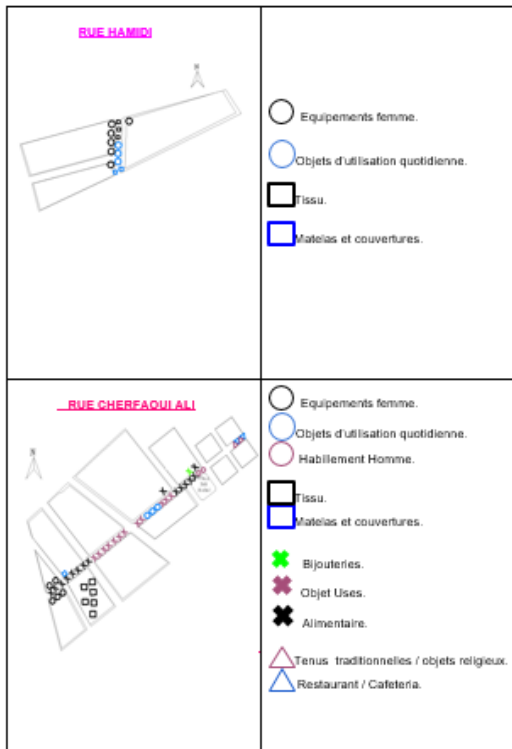 RUE HAMIDI
N
Equipements femme.
Objets d'utilisation quotidienne.
Tissu.
Matelas et couvertures.
RUE CHERFAOUI ALI
N
Equipements femme.
Objets d'utilisation quotidienne.
Habillement Homme.
Tissu.
Matelas et couvertures.
Bijouteries.
Objet Uses.
Alimentaire.
Tenus traditionnelles / objets religieux.
Restaurant / Cafeteria.